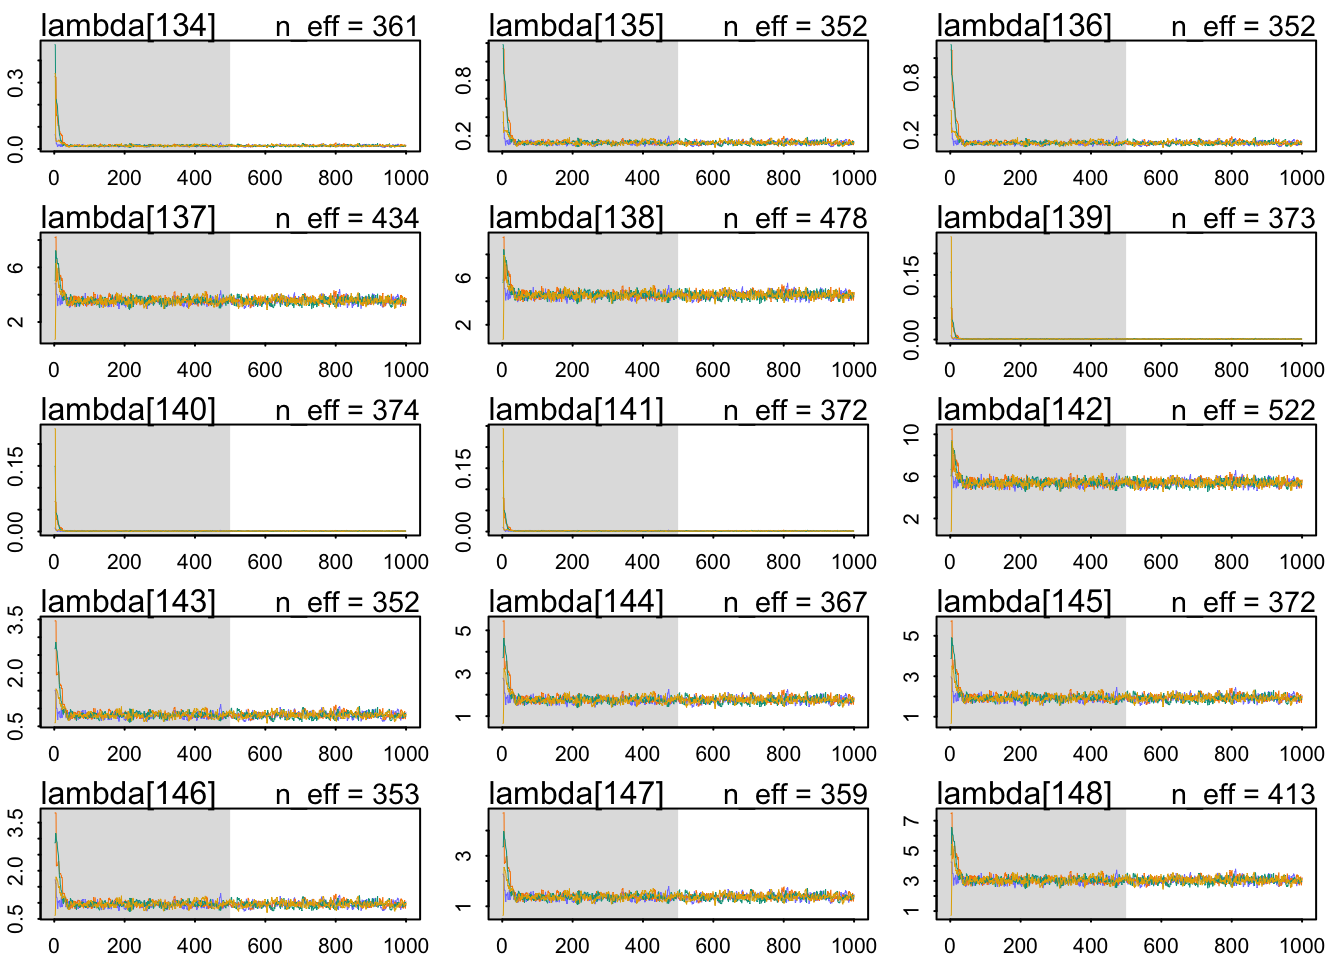 lambda[134] n_eff = 361 lambda[135] n_eff = 352 lambda[136] n_eff = 352
0.0 0.3 0.2 0.8 0.2 0.8
0 200 400 600 800 1000 0 200 400 600 800 1000 0 200 400 600 800 1000
lambda[137] n_eff = 434 lambda[138] n_eff = 478 lambda[139] n_eff = 373
2 6 2 6 0.00 0.15
0 200 400 600 800 1000 0 200 400 600 800 1000 0 200 400 600 800 1000
lambda[140] n_eff = 374 lambda[141] n_eff = 372 lambda[142] n_eff = 522
0.00 0.15 0.00 0.15 2 6 10
0 200 400 600 800 1000 0 200 400 600 800 1000 0 200 400 600 800 1000
lambda[143] n_eff = 352 lambda[144] n_eff = 367 lambda[145] n_eff = 372
0.5 2.0 3.5 1 3 5 1 3 5
0 200 400 600 800 1000 0 200 400 600 800 1000 0 200 400 600 800 1000
lambda[146] n_eff = 353 lambda[147] n_eff = 359 lambda[148] n_eff = 413
0.5 2.0 3.5 1 3 1 3 5 7
0 200 400 600 800 1000 0 200 400 600 800 1000 0 200 400 600 800 1000